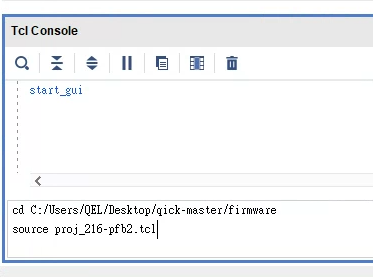 Tcl Console
start_gui
cd C:/Users/QEL/Desktop/qick-master/firmware
source proj_216-pfb2.tcl